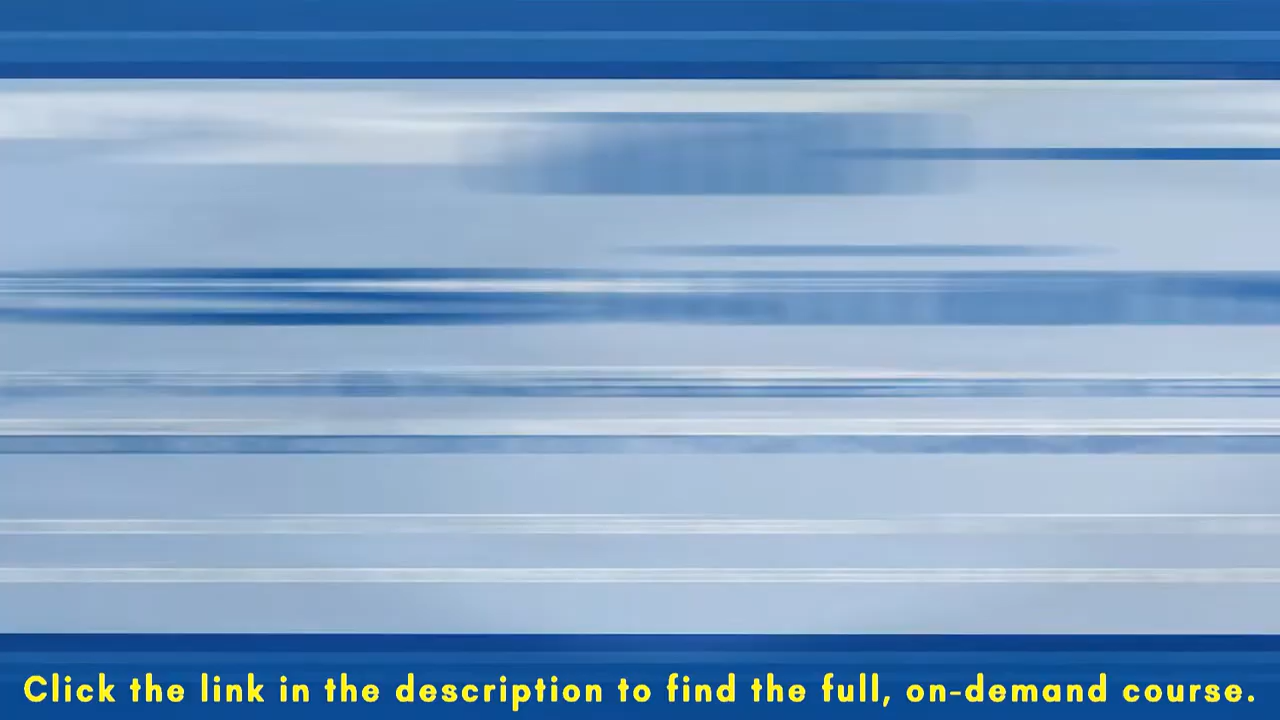 Click the link in the description to find the full, on-demand course.